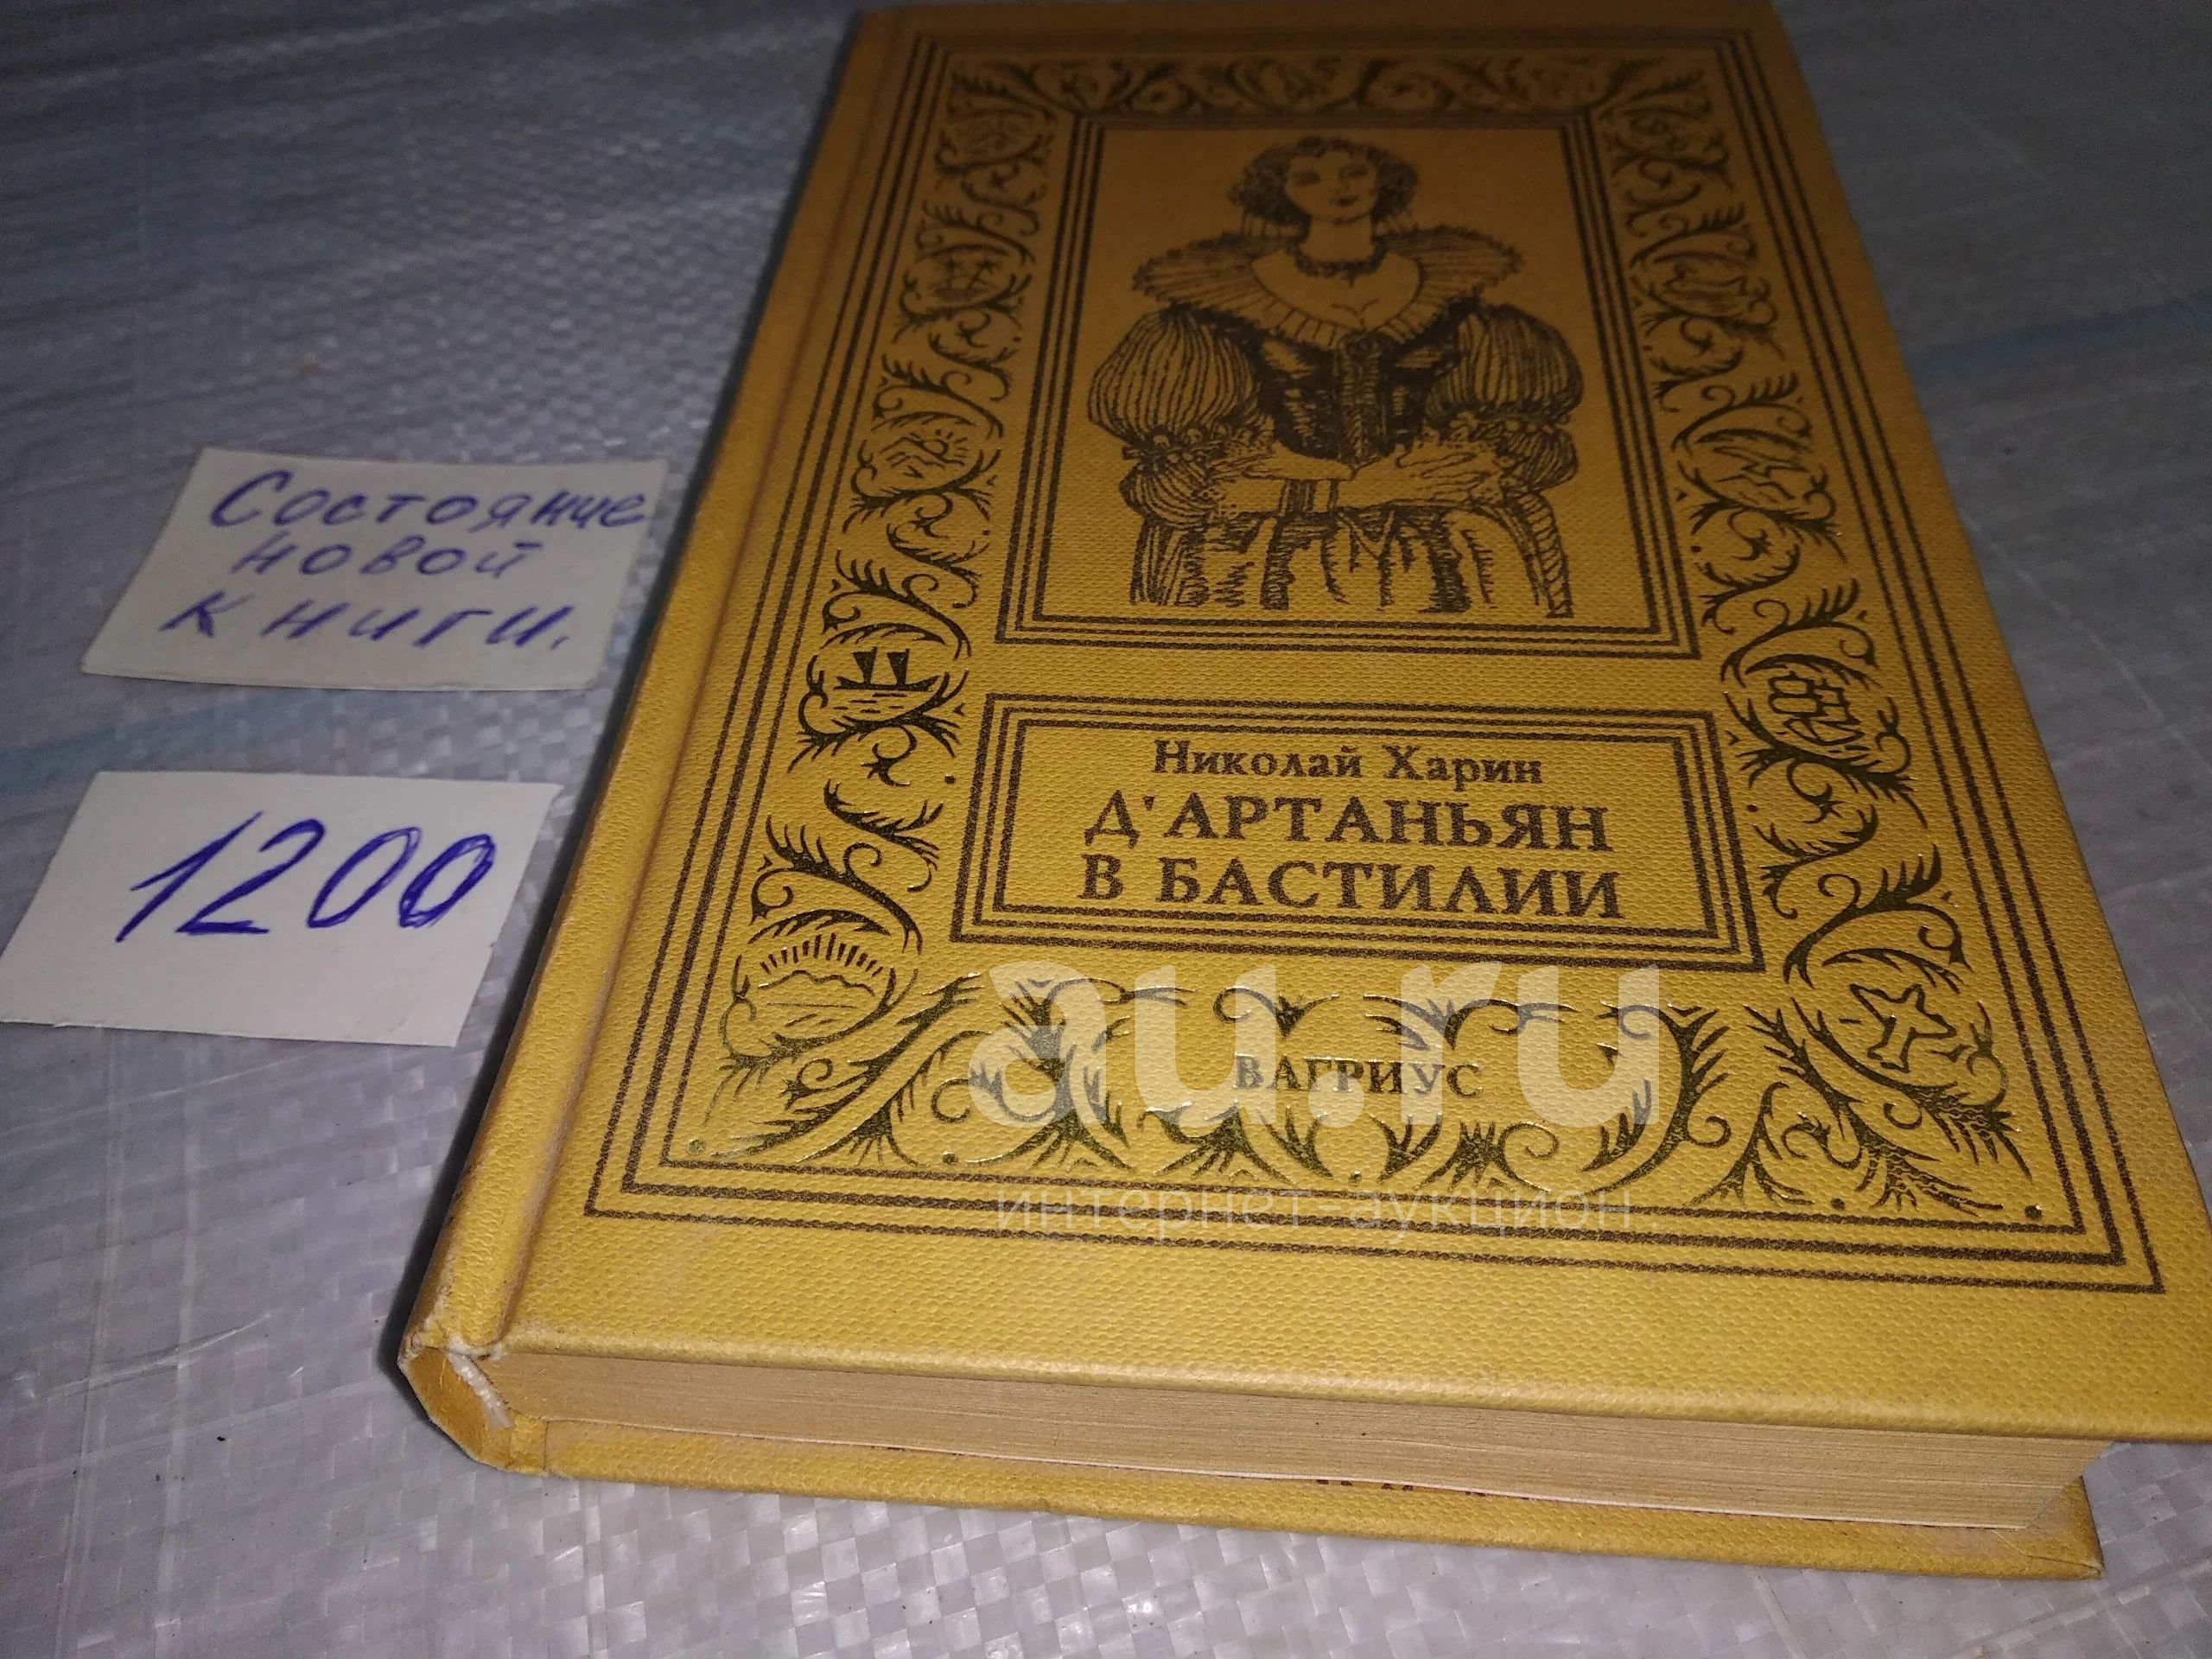 Состояние
новой
книги.
1200
Николай Харин
Д'АРТАНЬЯН
В БАСТИЛИИ
ВАГРИУС
au.ru
интернет-аукцион